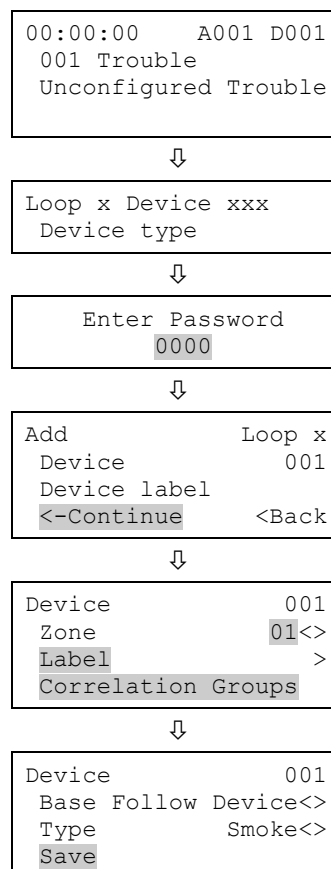 00:00:00 A001 D001
001 Trouble
Unconfigured Trouble
⇩
Loop x Device xxx
Device type
⇩
Enter Password
0000
⇩
Add Loop x
Device 001
Device label
<-Continue <Back
⇩
Device 001
Zone 01<>
Label >
Correlation Groups
⇩
Device 001
Base Follow Device<>
Type Smoke<>
Save